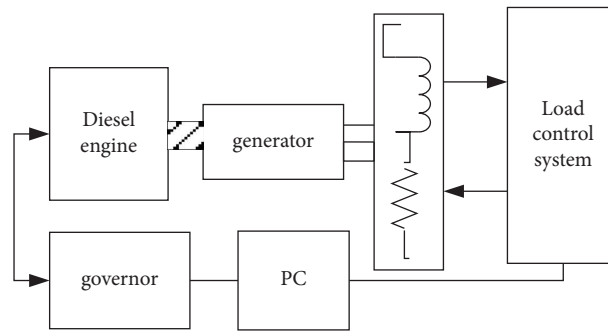 Diesel
engine
generator
Load
control
system
governor
PC